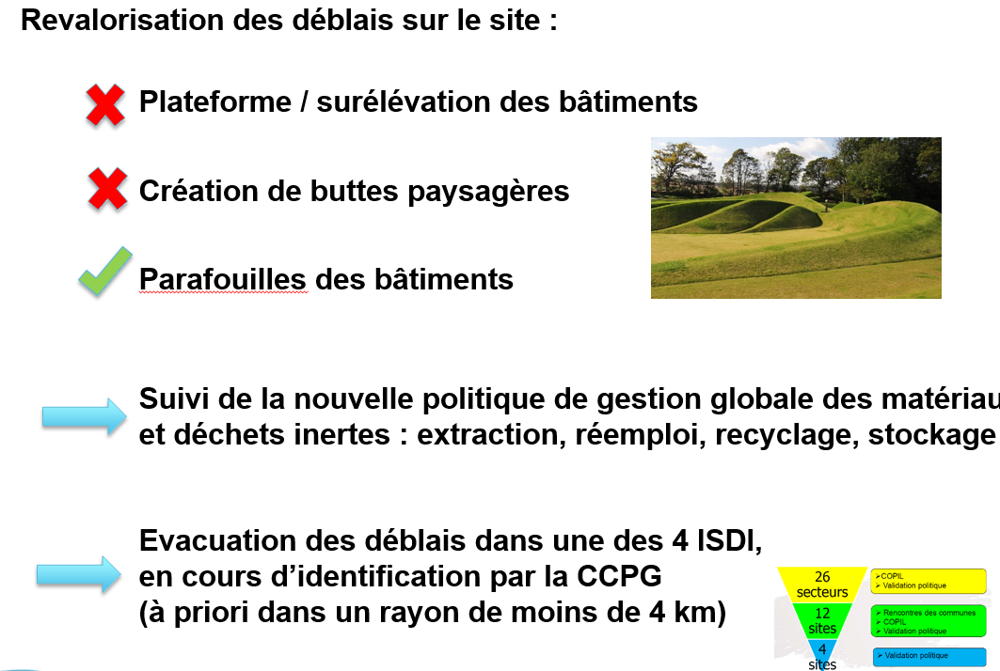 Revalorisation des déblais sur le site :
Plateforme / surélévation des bâtiments
Création de buttes paysagères
Parafouilles des bâtiments
Suivi de la nouvelle politique de gestion globale des matériau
et déchets inertes : extraction, réemploi, recyclage, stockage
Evacuation des déblais dans une des 4 ISDI,
en cours d’identification par la CCPG
(à priori dans un rayon de moins de 4 km)
26
secteurs
➢COPIL
➢ Validation politique
12
sites
➢ Rencontres des communes
➢ COPIL
➢ Validation politique
4
sites
➢ Validation politique